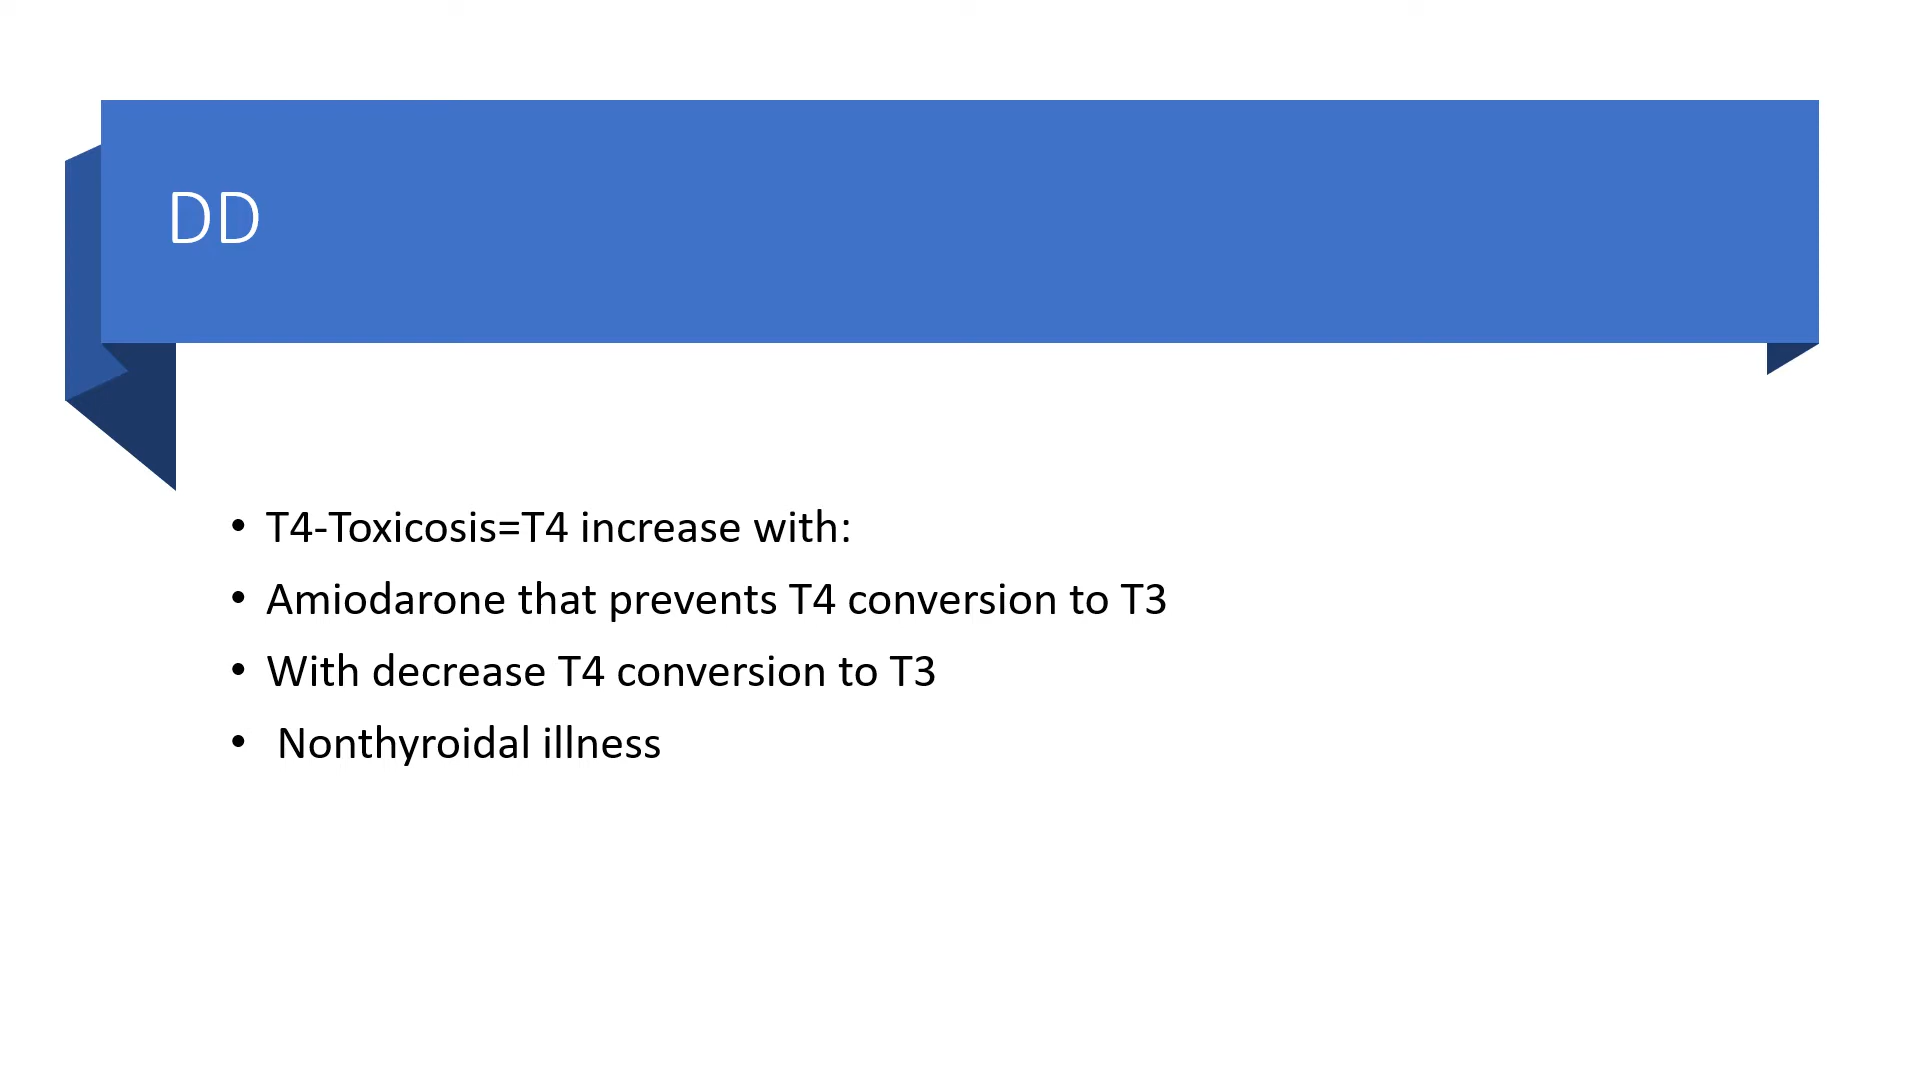 DD
• T4-Toxicosis=T4 increase with:
• Amiodarone that prevents T4 conversion to T3
• With decrease T4 conversion to T3
• Nonthyroidal illness